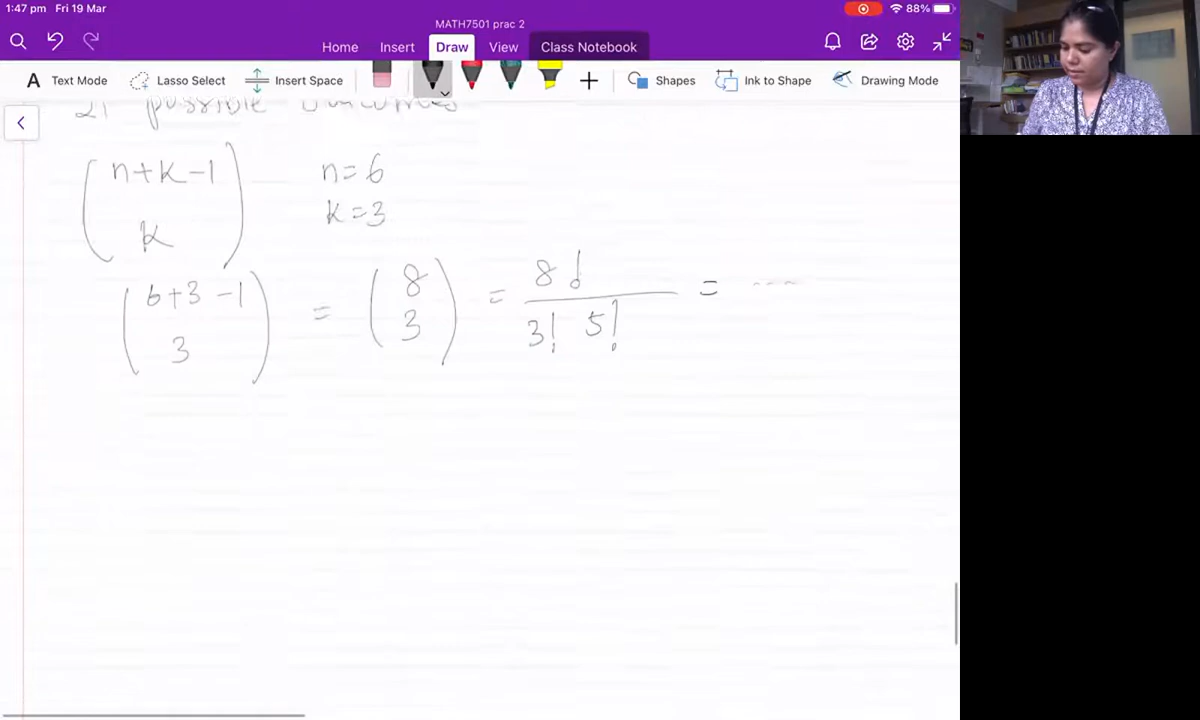 1:47 pm Fri 19 Mar
88%
MATH7501 prac 2
Home Insert Draw View Class Notebook
A Text Mode Lasso Select Insert Space Shapes Ink to Shape Drawing Mode
21 possible outcomes
(n+k-1
k)
n=6
k=3
(6+3-1
3) = (8
3) = 8!
3! 5! = ----